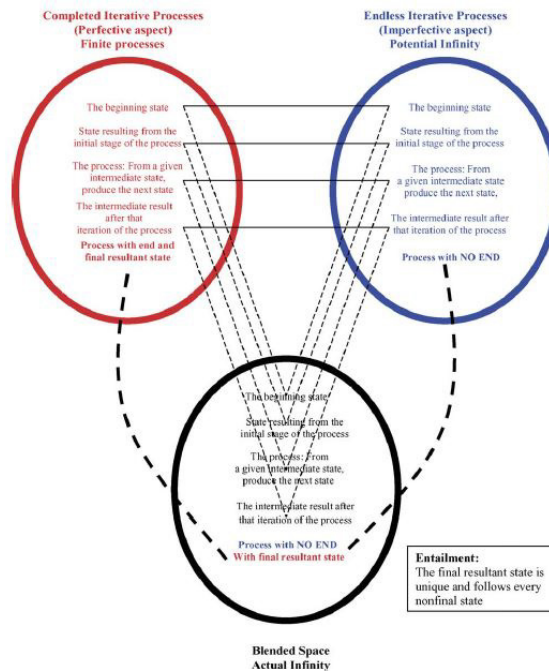 Completed Iterative Processes
(Perfective aspect)
Finite processes
Endless Iterative Processes
(Imperfective aspect)
Potential Infinity
The beginning state
State resulting from the
initial stage of the process
The process: From a given
intermediate state,
produce the next state
The intermediate result after
that iteration of the process
Process with end and
final resultant state
The beginning state
State resulting from the
initial stage of the process
The process: From
a given intermediate state
produce the next state,
The intermediate result after
that iteration of the process
Process with NO END
The beginning state
State resulting from the
initial stage of the process
The process: From
a given intermediate state,
produce the next state
The intermediate result after
that iteration of the process
Process with NO END
With final resultant state
Entailment:
The final resultant state is
unique and follows every
nonfinal state
Blended Space
Actual Infinity